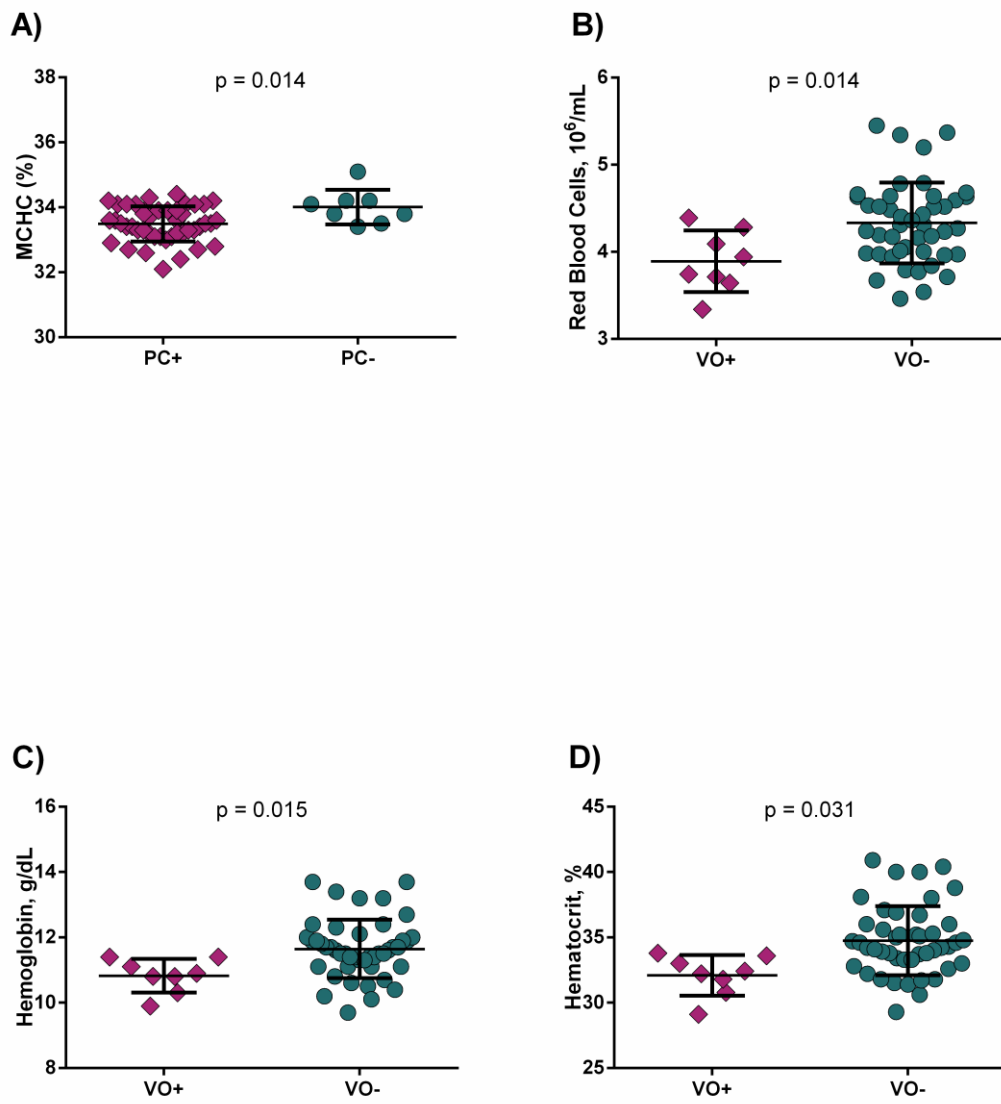 A)
p = 0.014
MCHC (%)
38
36
34
32
30
PC+ PC-
B)
p = 0.014
Red Blood Cells, 10⁶/mL
6
5
4
3
VO+ VO-
C)
p = 0.015
Hemoglobin, g/dL
16
14
12
10
8
VO+ VO-
D)
p = 0.031
Hematocrit, %
45
40
35
30
25
VO+ VO-